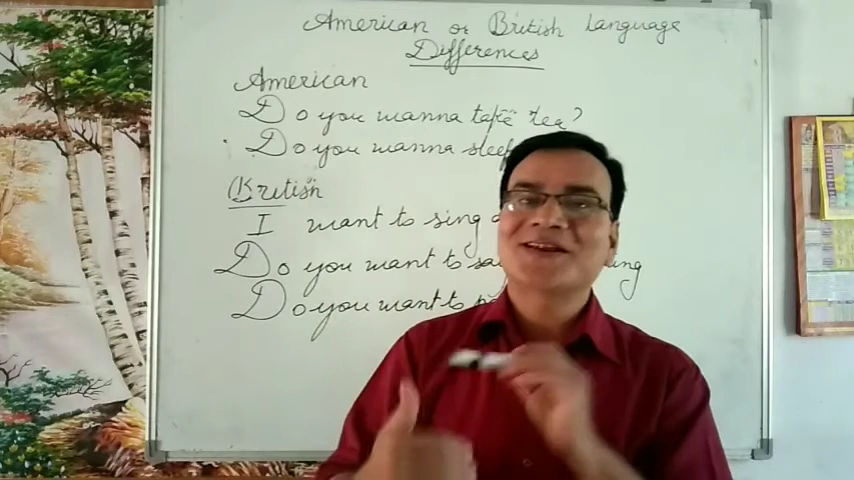 American or British Language
Differences
American
Do you wanna take tea?
Do you wanna sleep
British
I want to sing
Do you want to
Do you want to